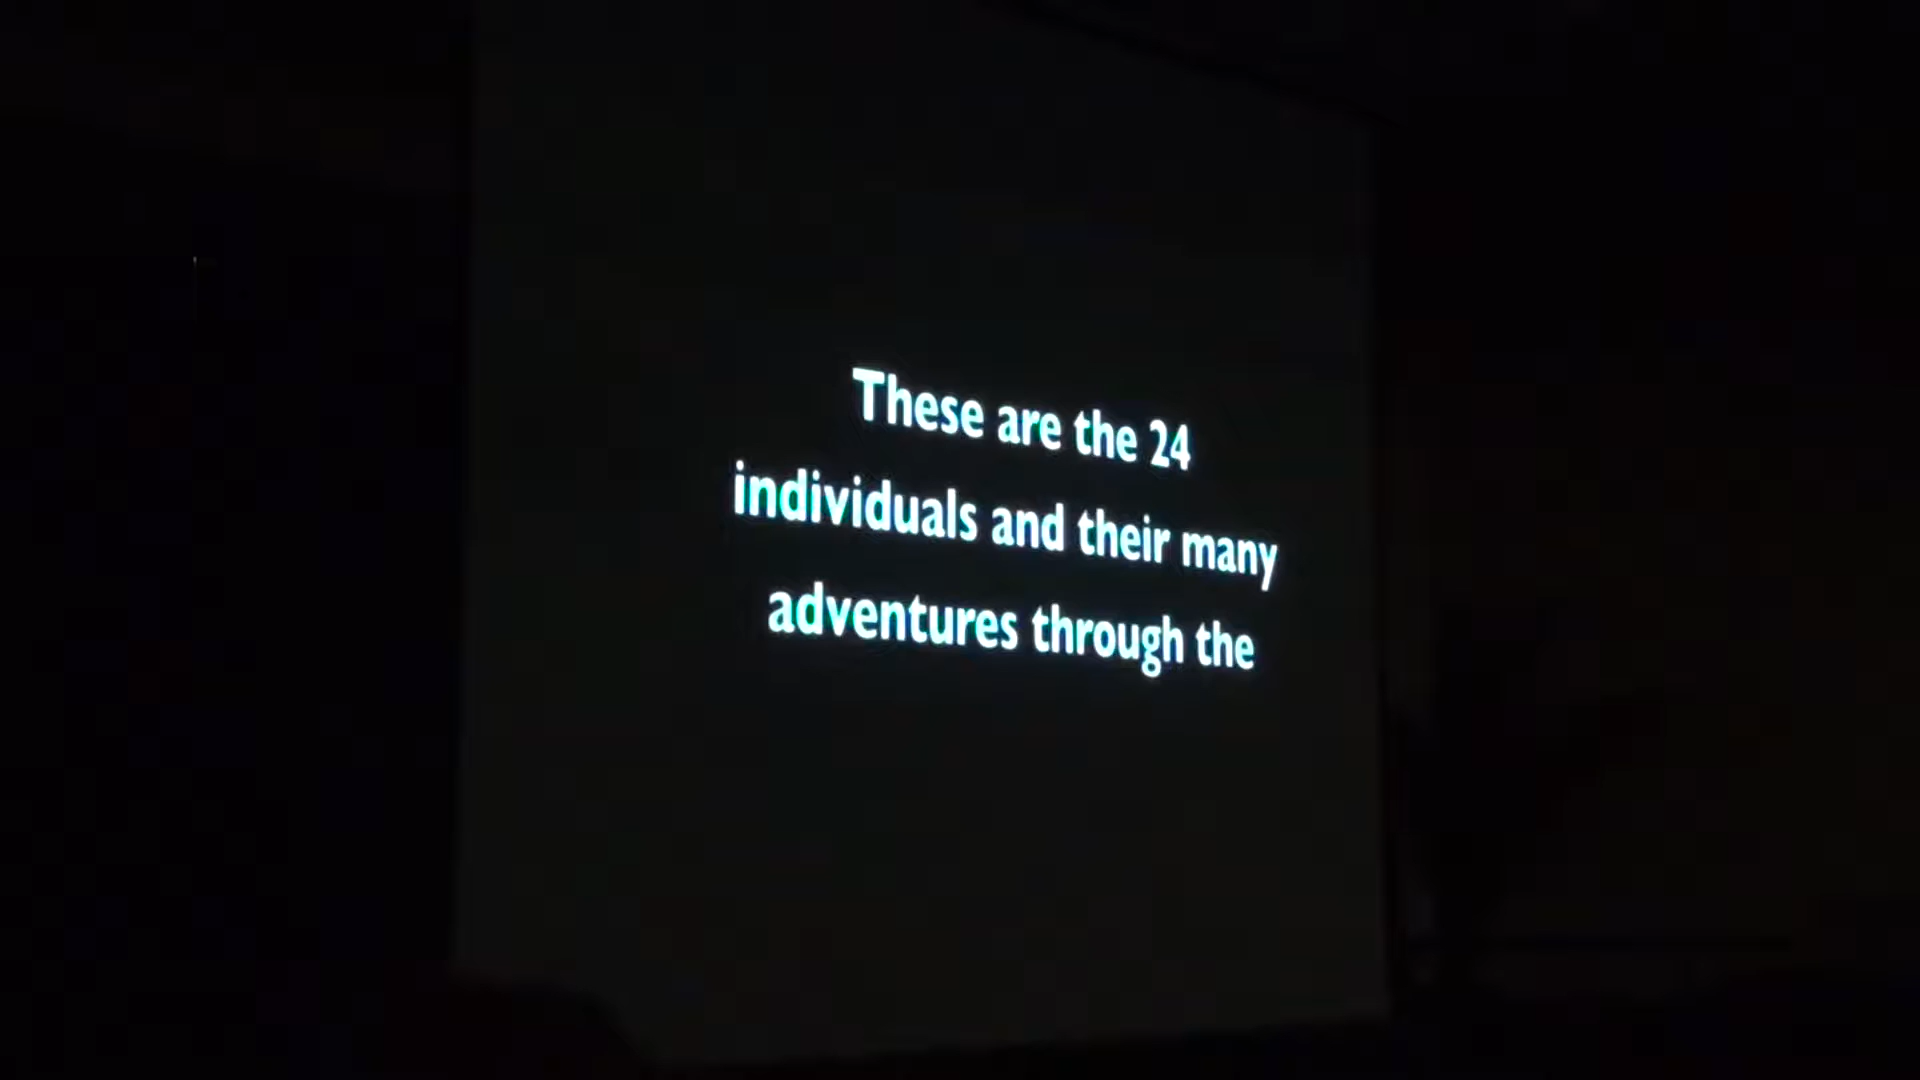 These are the 24
individuals and their many
adventures through the